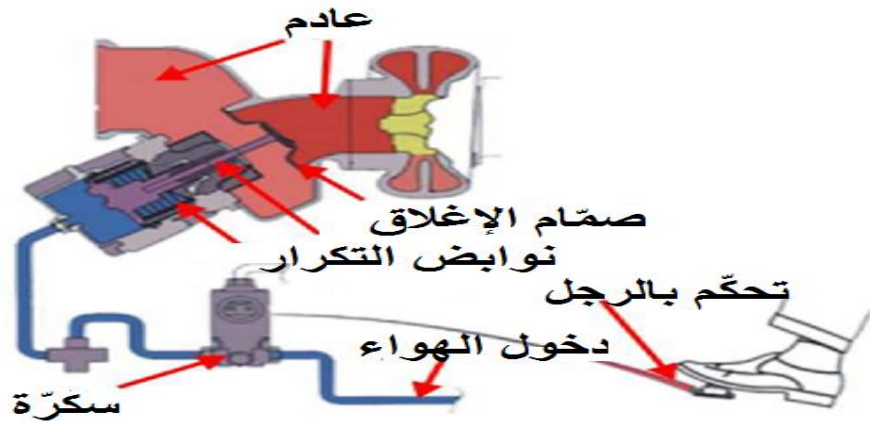 عادم
صمّام الإغلاق
نوابض التكرار
تحكّم بالرجل
دخول الهواء
سكرّة